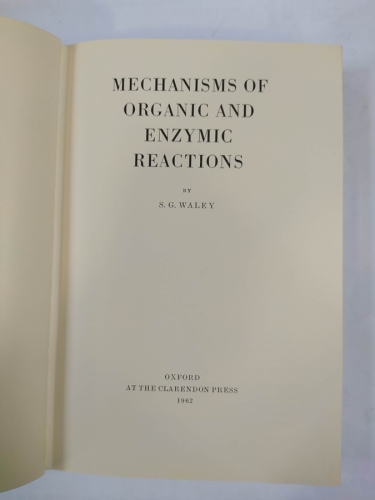 MECHANISMS OF
ORGANIC AND
ENZYMIC
REACTIONS
BY
S. G. WALEY
OXFORD
AT THE CLARENDON PRESS
1962